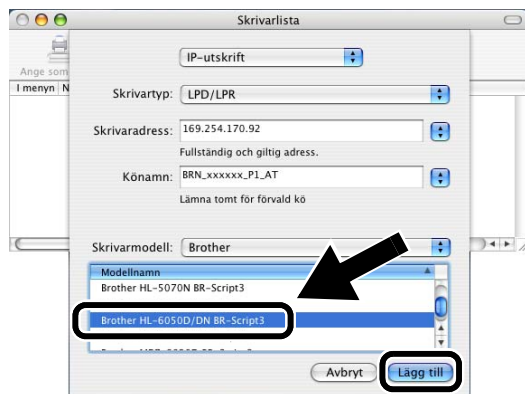 Skrivarlista
IP-utskrift
Ange som
I menyn N
Skrivartyp: LPD/LPR
Skrivaradress: 169.254.170.92
Fullständig och giltig adress.
Könamn: BRN_xxxxxx_P1_AT
Lämna tomt för förvald kö
Skrivarmodell: Brother
Modellnamn
Brother HL-5070N BR-Script3
Brother HL-6050D/DN BR-Script3
Avbryt Lägg till